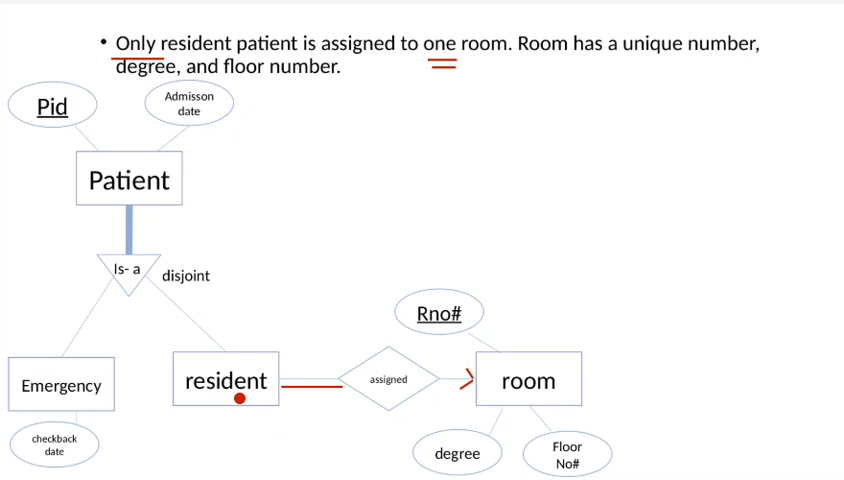 • Only resident patient is assigned to one room. Room has a unique number,
degree, and floor number.
Pid
Admisson
date
Patient
Is- a
disjoint
Rno#
Emergency
resident
assigned
room
checkback
date
degree
Floor
No#